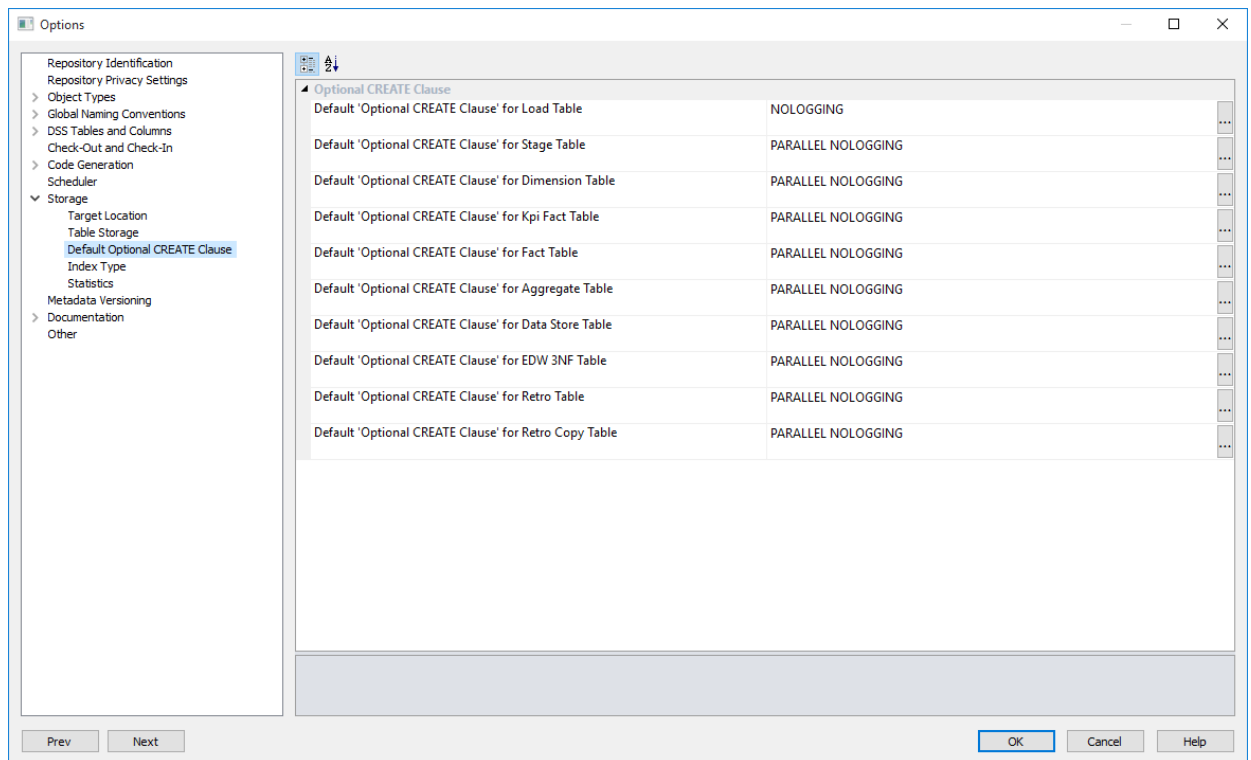 Options
Repository Identification
Repository Privacy Settings
Object Types
Global Naming Conventions
DSS Tables and Columns
Check-Out and Check-In
Code Generation
Scheduler
Storage
Target Location
Table Storage
Default Optional CREATE Clause
Index Type
Statistics
Metadata Versioning
Documentation
Other
Optional CREATE Clause
Default 'Optional CREATE Clause' for Load Table NOLOGGING ...
Default 'Optional CREATE Clause' for Stage Table PARALLEL NOLOGGING ...
Default 'Optional CREATE Clause' for Dimension Table PARALLEL NOLOGGING ...
Default 'Optional CREATE Clause' for Kpi Fact Table PARALLEL NOLOGGING ...
Default 'Optional CREATE Clause' for Fact Table PARALLEL NOLOGGING ...
Default 'Optional CREATE Clause' for Aggregate Table PARALLEL NOLOGGING ...
Default 'Optional CREATE Clause' for Data Store Table PARALLEL NOLOGGING ...
Default 'Optional CREATE Clause' for EDW 3NF Table PARALLEL NOLOGGING ...
Default 'Optional CREATE Clause' for Retro Table PARALLEL NOLOGGING ...
Default 'Optional CREATE Clause' for Retro Copy Table PARALLEL NOLOGGING ...
Prev Next OK Cancel Help